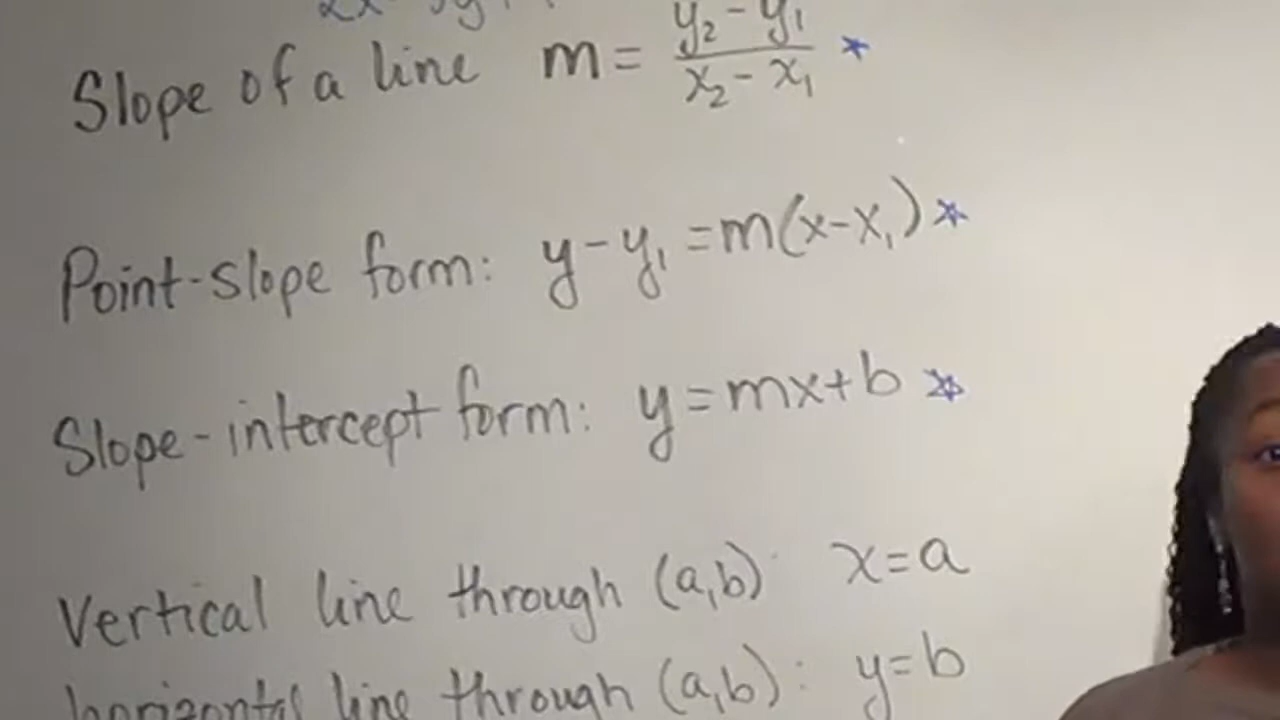 Slope of a line m = (y₂ - y₁)/(x₂ - x₁) *
Point-slope form: y - y₁ = m(x - x₁) *
Slope-intercept form: y = mx + b *
Vertical line through (a,b): x = a
horizontal line through (a,b): y = b